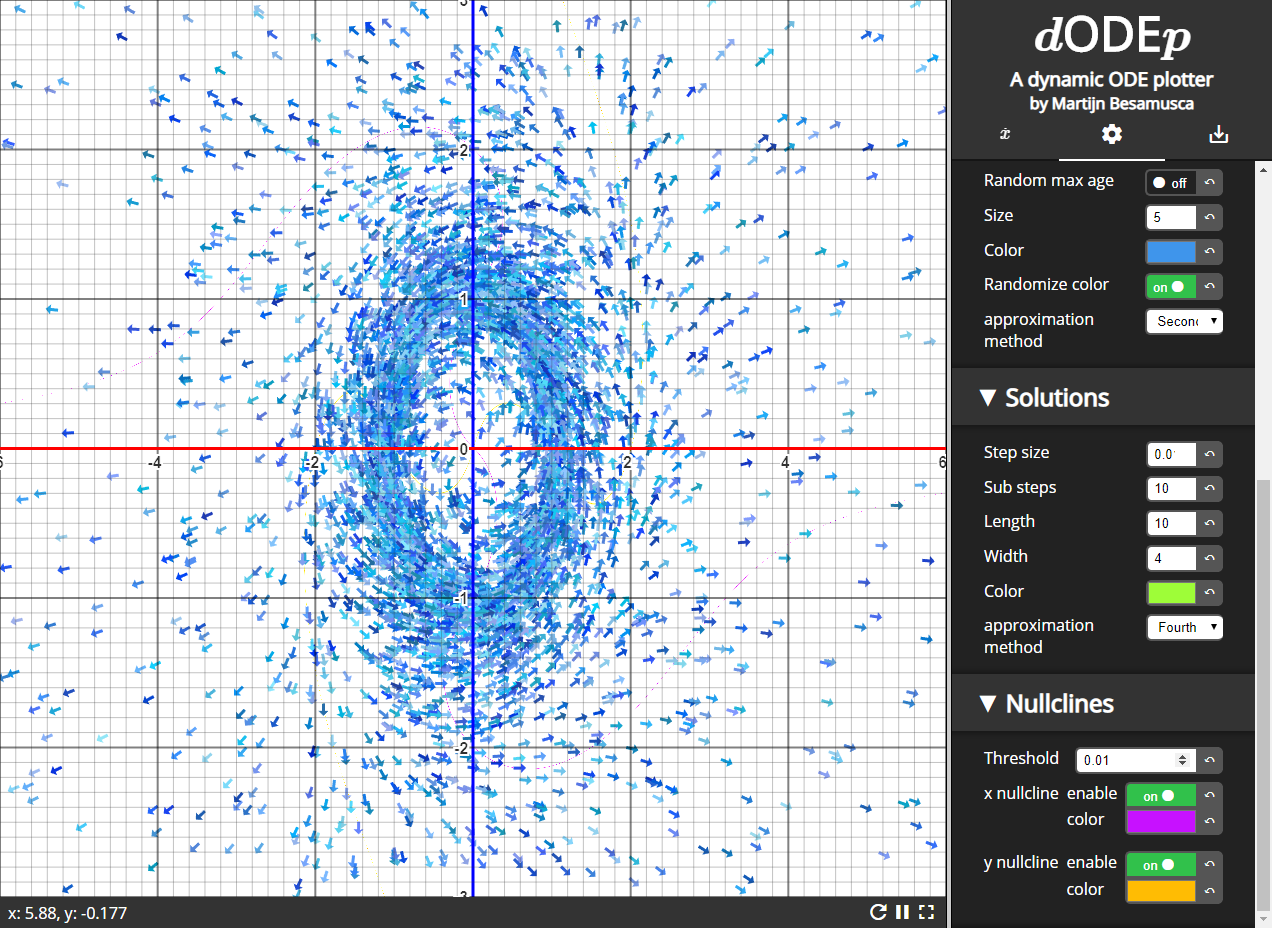 dODEp
A dynamic ODE plotter
by Martijn Besamusca
ẋ
Random max age off
Size 5
Color
Randomize color on
approximation
method
Second
▼ Solutions
Step size 0.0
Sub steps 10
Length 10
Width 4
Color
approximation
method
Fourth
▼ Nullclines
Threshold 0.01
x nullcline enable on
color
y nullcline enable on
color
3
2
1
0
-4 -2 2 4 6
-1
-2
-3
x: 5.88, y: -0.177